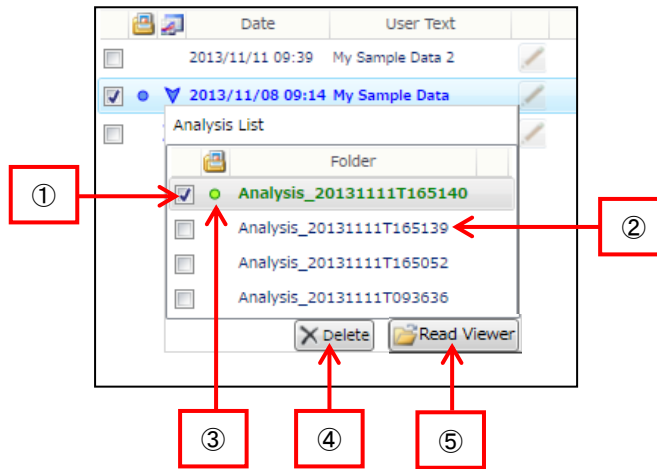 Date User Text
2013/11/11 09:39 My Sample Data 2
2013/11/08 09:14 My Sample Data
Analysis List
Folder
① Analysis_20131111T165140
Analysis_20131111T165139 ②
Analysis_20131111T165052
Analysis_20131111T093636
Delete Read Viewer
③ ④ ⑤